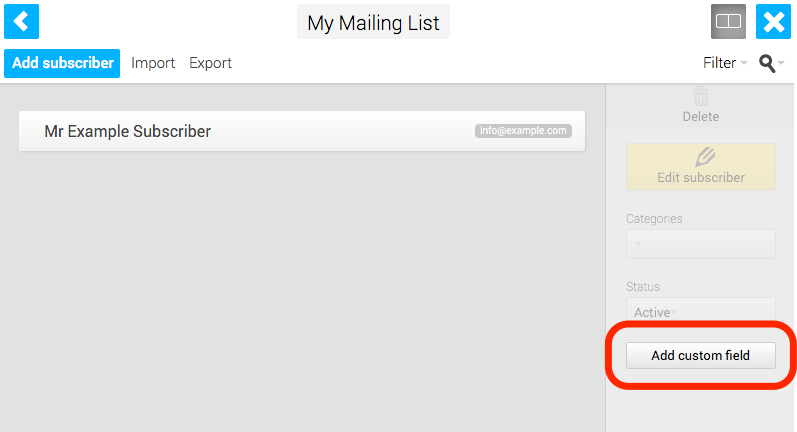 My Mailing List
Add subscriber Import Export Filter
Delete
Mr Example Subscriber info@example.com
Edit subscriber
Categories
Status
Active
Add custom field